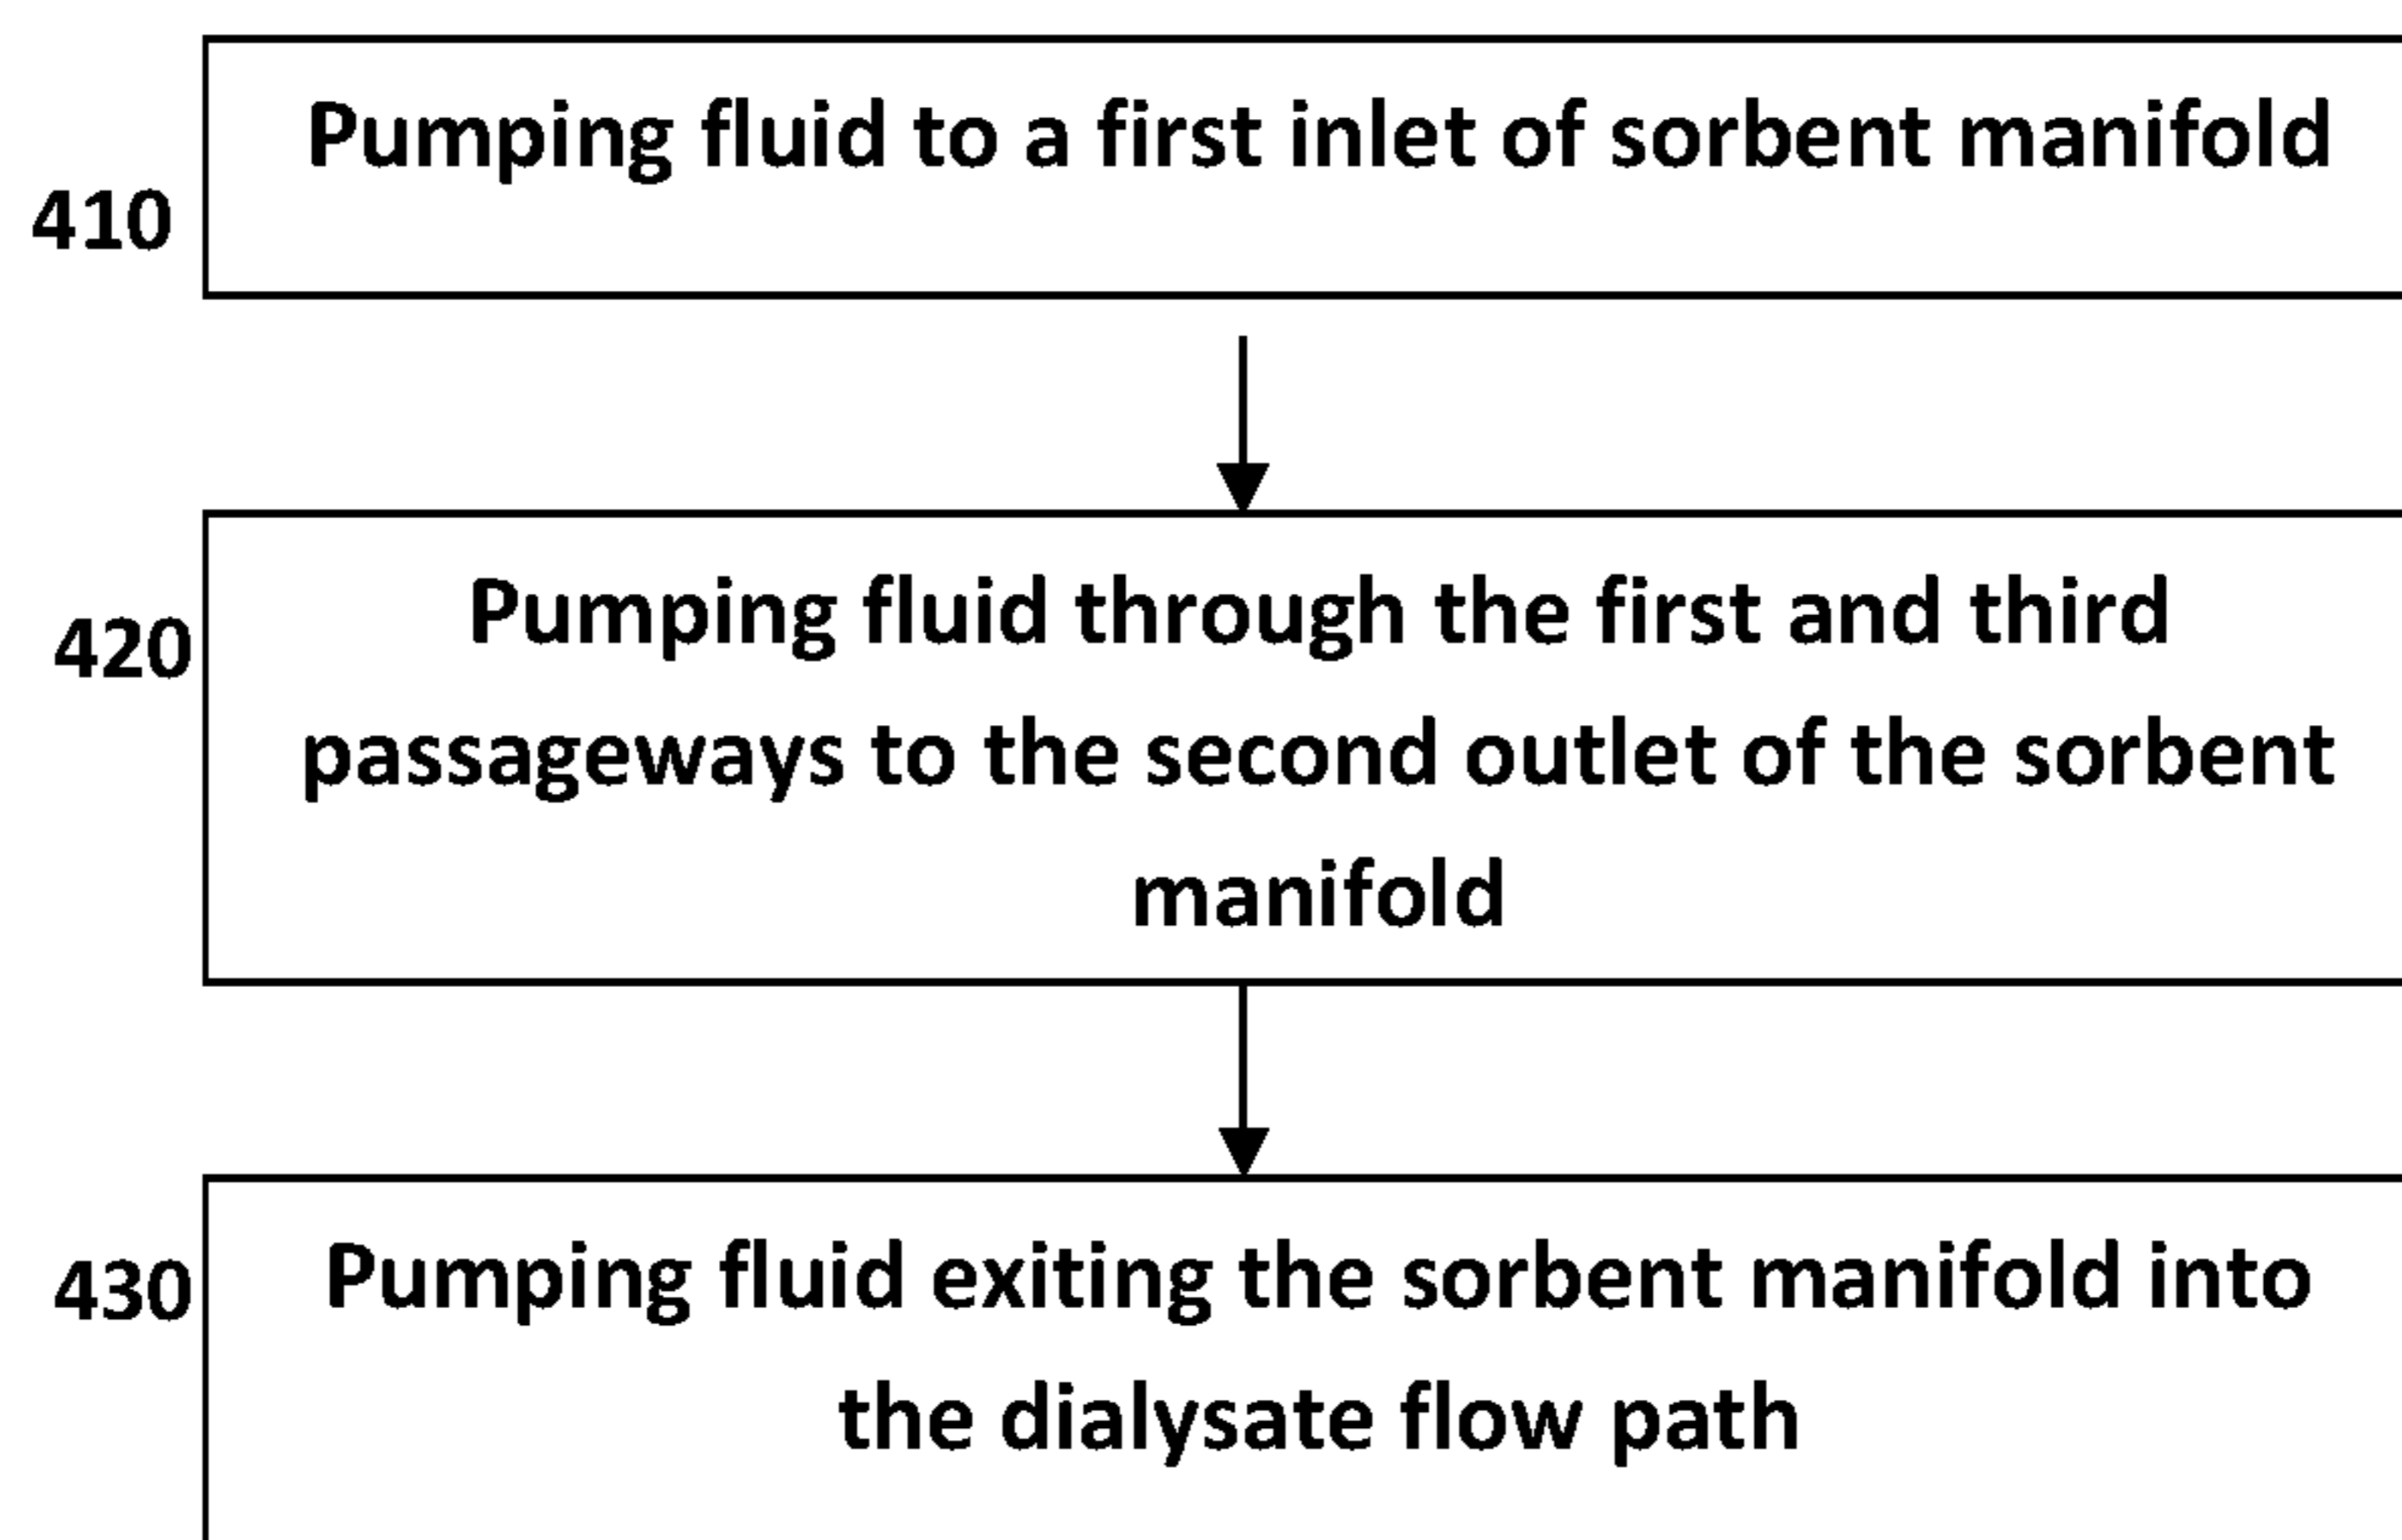 Pumping fluid to a first inlet of sorbent manifold
410
Pumping fluid through the first and third
420
passageways to the second outlet of the sorbent
manifold
Pumping fluid exiting the sorbent manifold into
430
the dialysate flow path